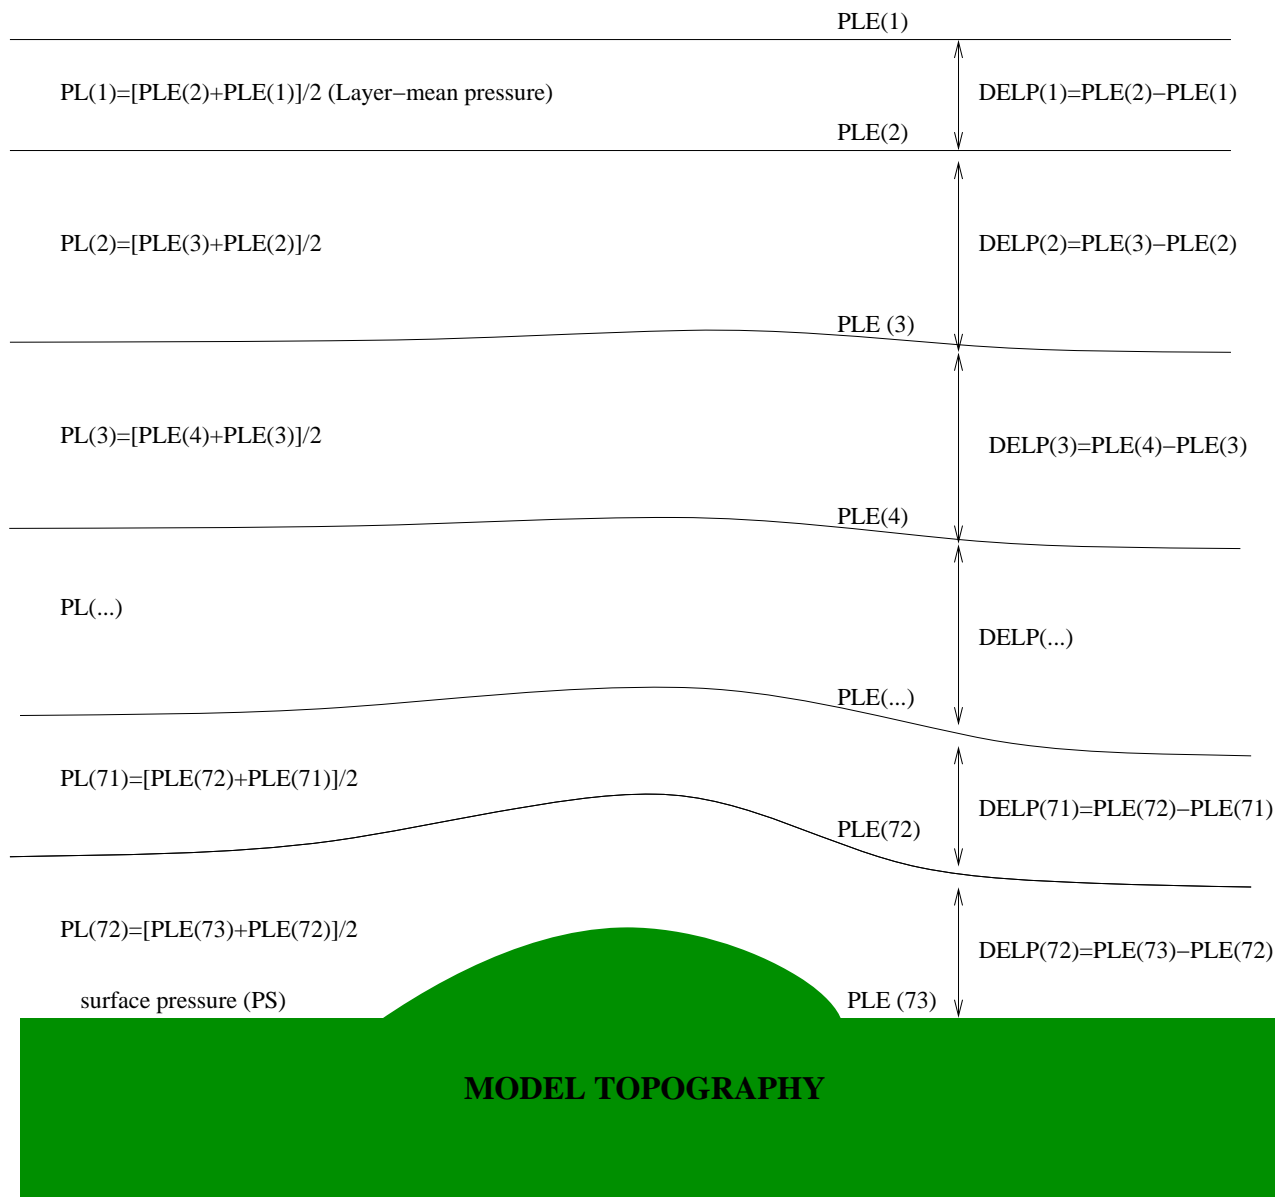 PLE(1)
PL(1)=[PLE(2)+PLE(1)]/2 (Layer−mean pressure)
DELP(1)=PLE(2)−PLE(1)
PLE(2)
PL(2)=[PLE(3)+PLE(2)]/2
DELP(2)=PLE(3)−PLE(2)
PLE (3)
PL(3)=[PLE(4)+PLE(3)]/2
DELP(3)=PLE(4)−PLE(3)
PLE(4)
PL(...)
DELP(...)
PLE(...)
PL(71)=[PLE(72)+PLE(71)]/2
DELP(71)=PLE(72)−PLE(71)
PLE(72)
PL(72)=[PLE(73)+PLE(72)]/2
DELP(72)=PLE(73)−PLE(72)
surface pressure (PS)
PLE (73)
MODEL TOPOGRAPHY